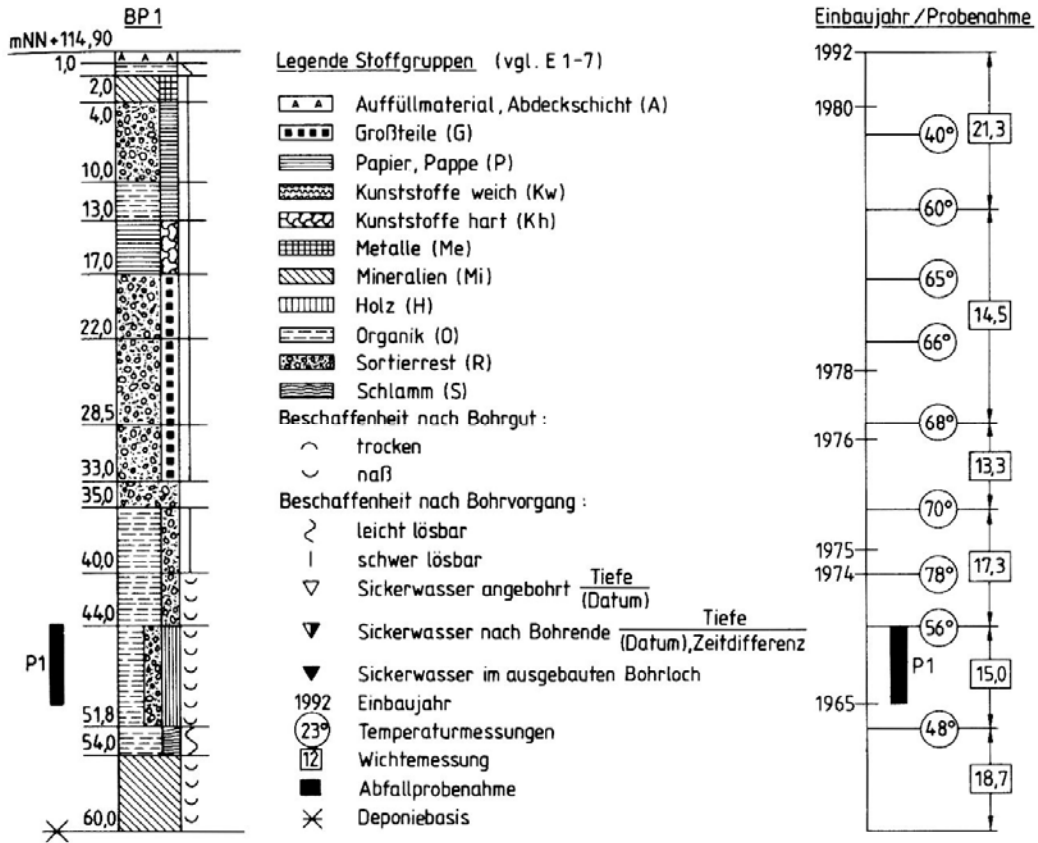 BP1
mNN+114,90
1,0
2,0
4,0
10,0
13,0
17,0
22,0
28,5
33,0
35,0
40,0
44,0
P1
51,8
54,0
60,0
Legende Stoffgruppen (vgl. E 1-7)
Auffüllmaterial, Abdeckschicht (A)
Großteile (G)
Papier, Pappe (P)
Kunststoffe weich (Kw)
Kunststoffe hart (Kh)
Metalle (Me)
Mineralien (Mi)
Holz (H)
Organik (O)
Sortierrest (R)
Schlamm (S)
Beschaffenheit nach Bohrgut :
trocken
naß
Beschaffenheit nach Bohrvorgang :
leicht lösbar
schwer lösbar
Sickerwasser angebohrt Tiefe
(Datum)
Sickerwasser nach Bohrende Tiefe
(Datum),Zeitdifferenz
Sickerwasser im ausgebauten Bohrloch
1992 Einbaujahr
23° Temperaturmessungen
12 Wichtemessung
Abfallprobenahme
Deponiebasis
Einbaujahr/Probenahme
1992
1980
40°
21,3
60°
65°
14,5
66°
1978
68°
1976
13,3
70°
1975
17,3
1974
78°
56°
P1
15,0
1965
48°
18,7